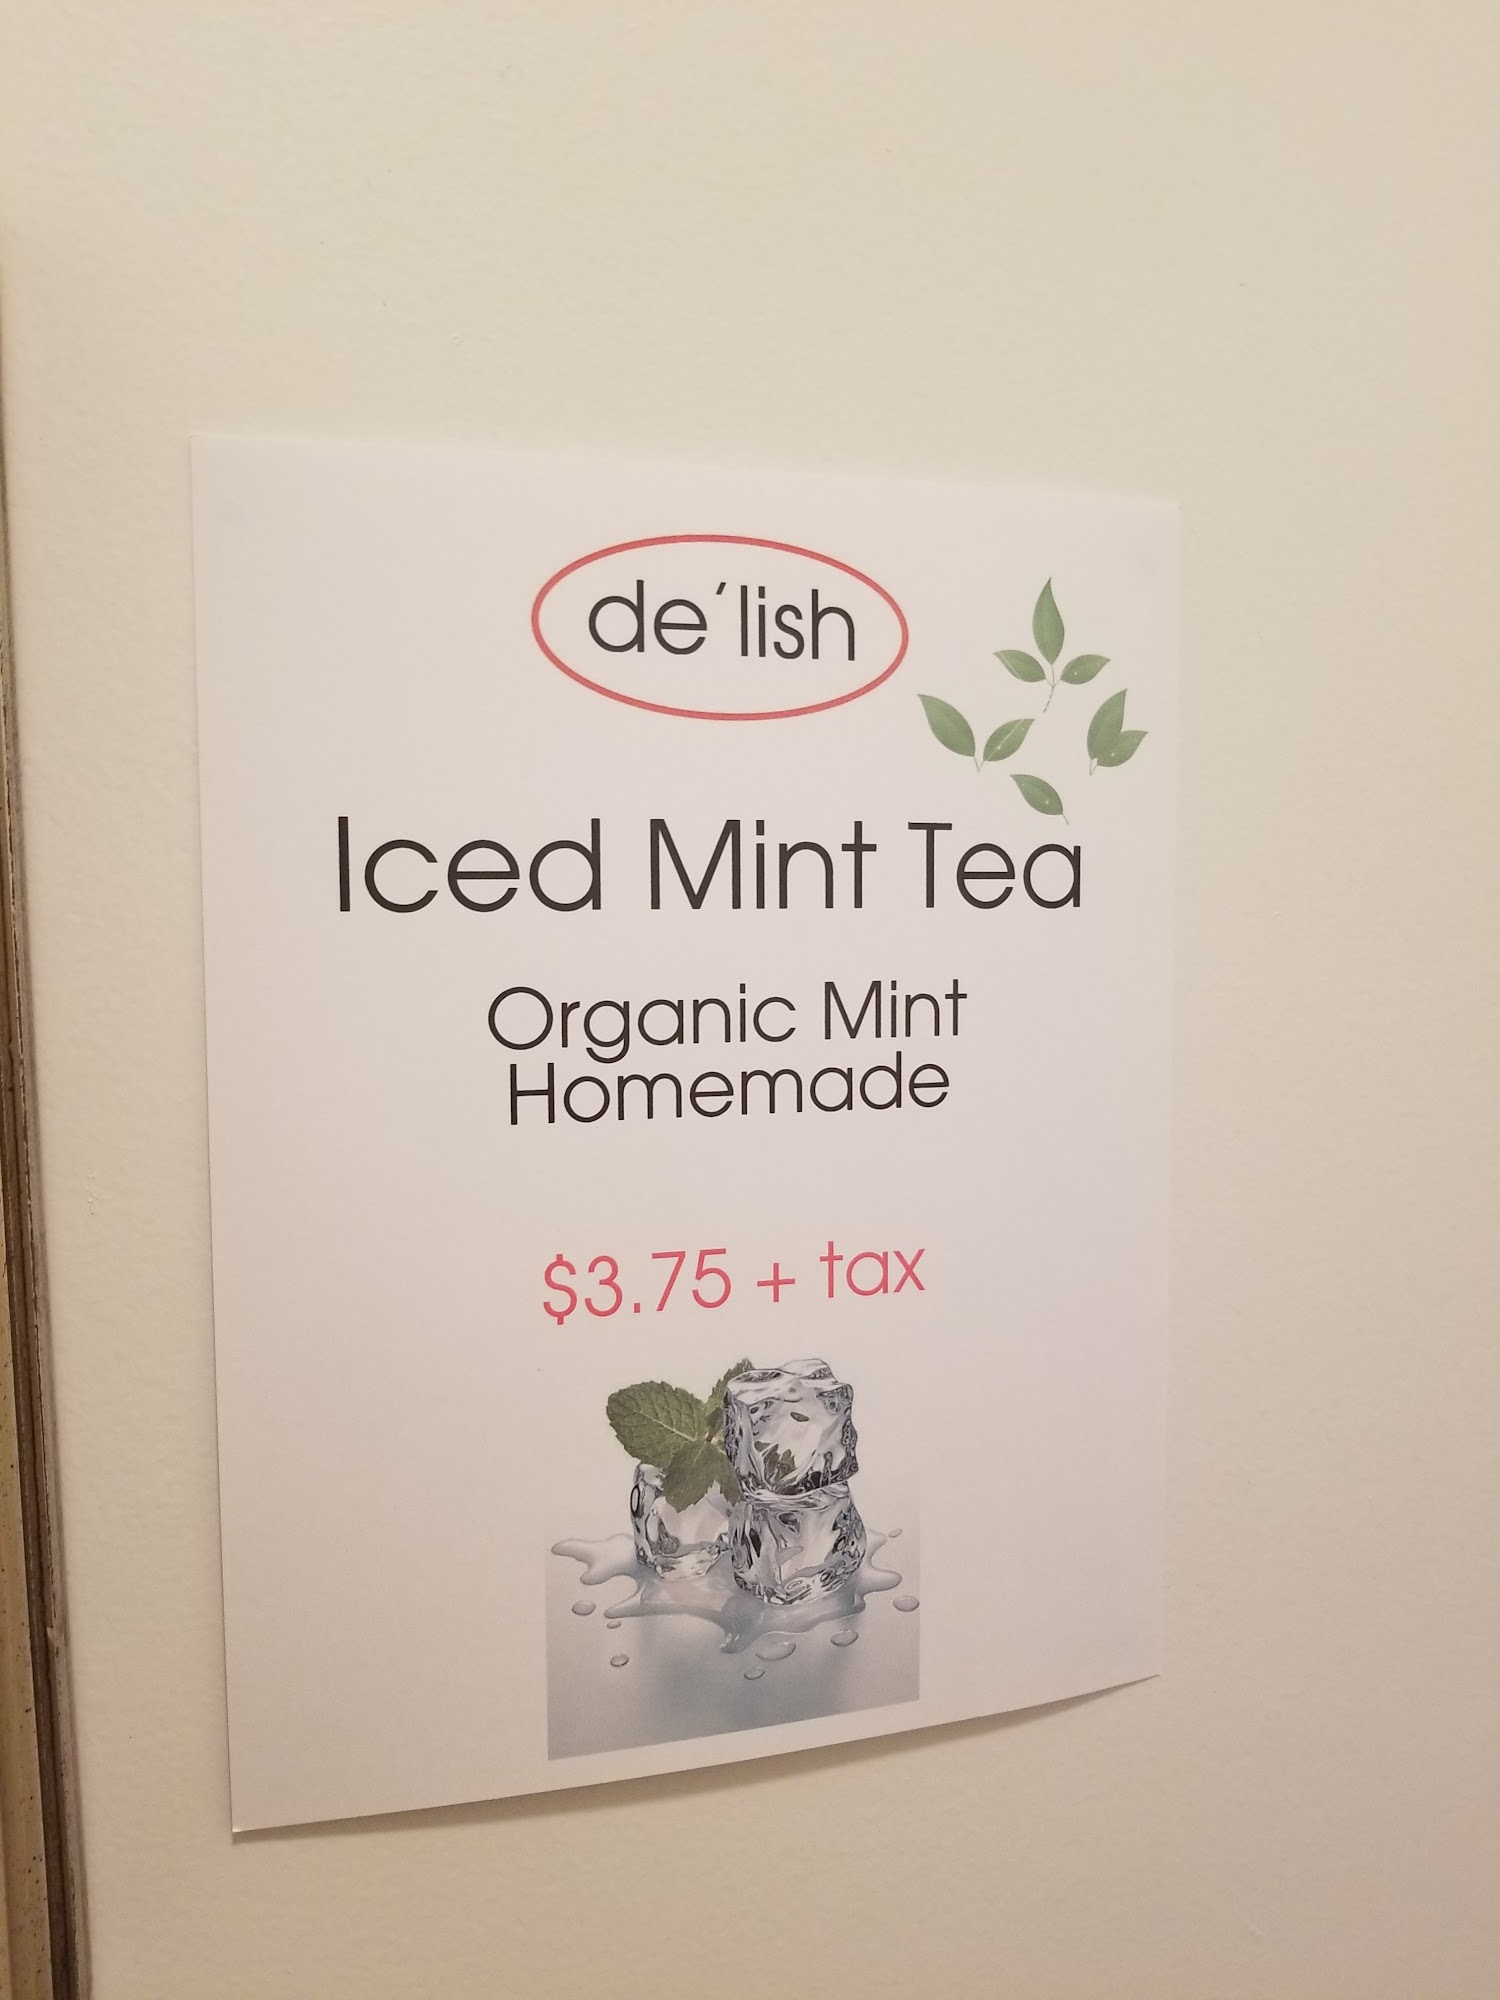 de'lish
Iced Mint Tea
Organic Mint
Homemade
$3.75 + tax